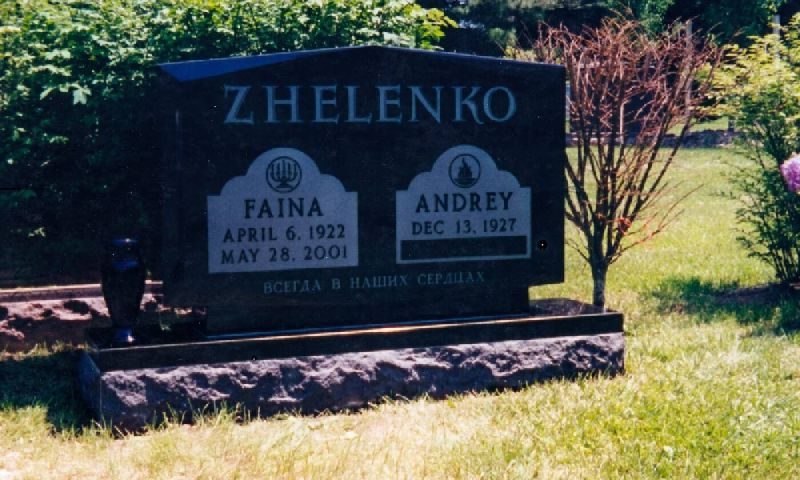 ZHELENKO
FAINA
APRIL 6, 1922
MAY 28, 2001
ANDREY
DEC 13, 1927
ВСЕГДА В НАШИХ СЕРДЦАХ